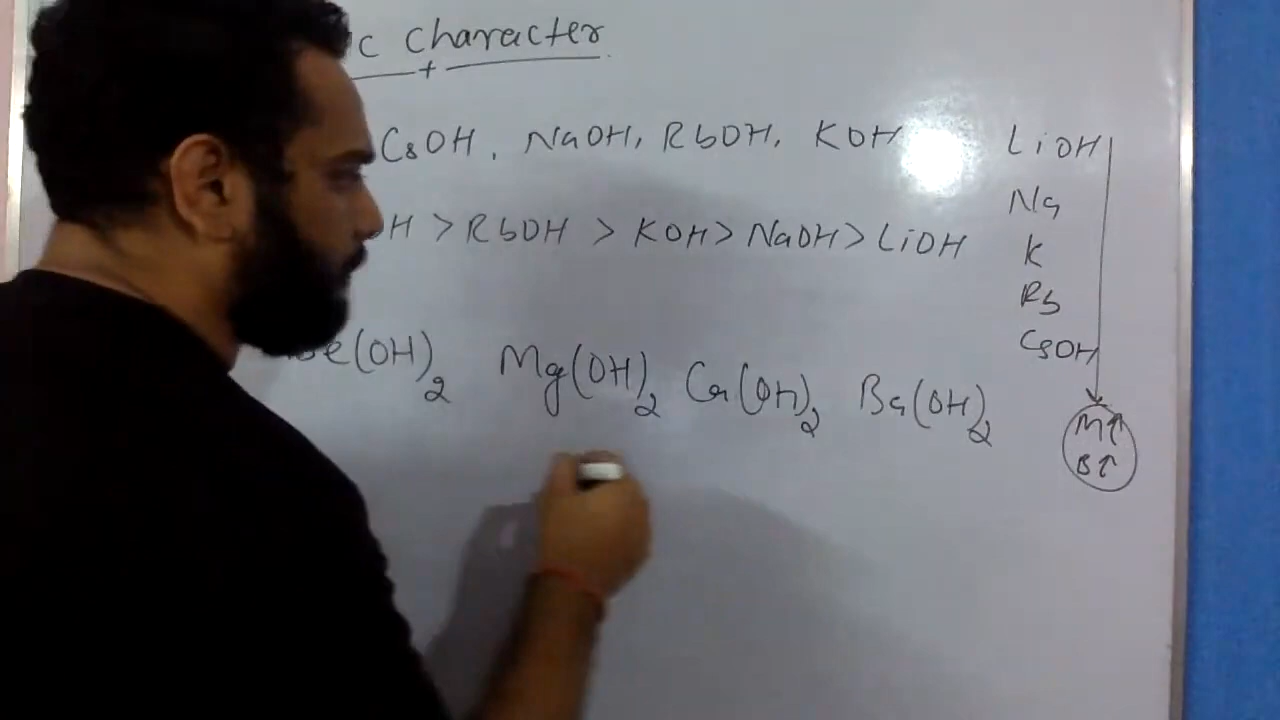 c character
CsOH, NaOH, RbOH, KOH
H > RbOH > KOH > NaOH > LiOH
Be(OH)2 Mg(OH)2 Ca(OH)2 Ba(OH)2
LiOH
Na
K
Rb
CsOH
M↑
B↑